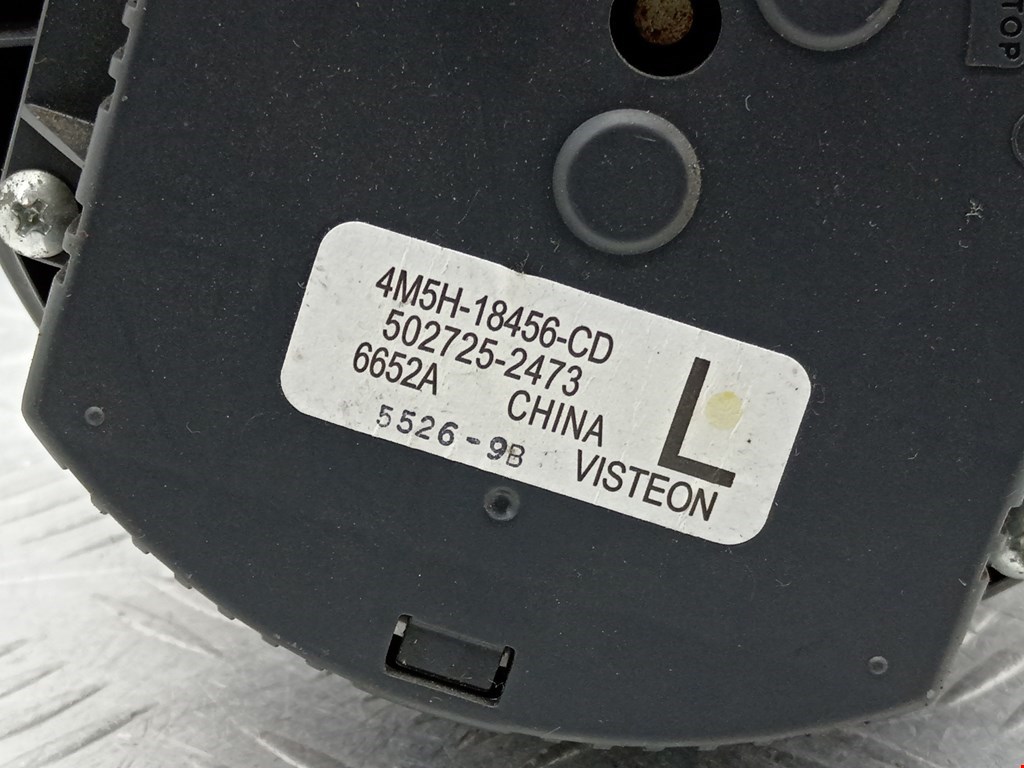 TOP
4M5H-18456-CD
502725-2473
6652A
CHINA
L
5526-9B
VISTEON